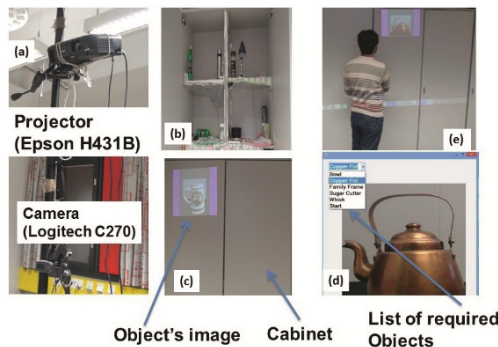 (a)
Projector
(Epson H431B)
Camera
(Logitech C270)
(b)
(c)
(e)
Copper Pot
Bowl
Copper Pot
Family Frame
Sugar Cutter
Whisk
Start
(d)
Object's image
Cabinet
List of required
Objects